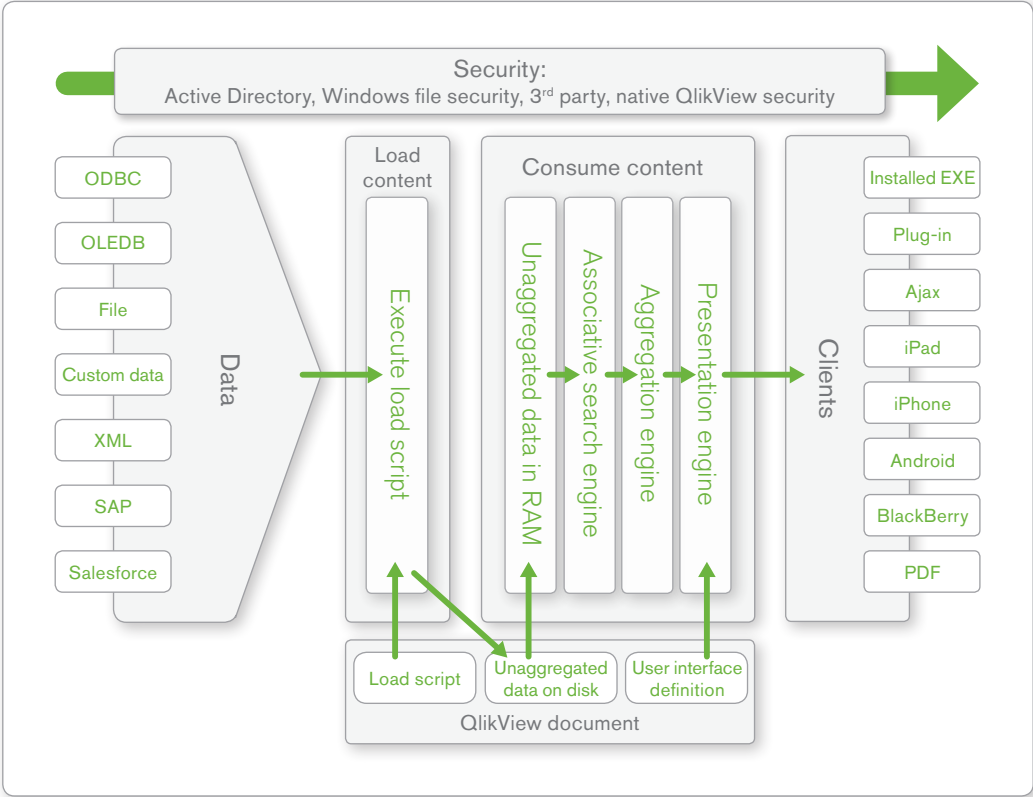 Security:
Active Directory, Windows file security, 3rd party, native QlikView security
ODBC
OLEDB
File
Custom data
XML
SAP
Salesforce
Data
Load
content
Execute load script
Consume content
Unaggregated data in RAM
Associative search engine
Aggregation engine
Presentation engine
Clients
Installed EXE
Plug-in
Ajax
iPad
iPhone
Android
BlackBerry
PDF
Load script
Unaggregated
data on disk
User interface
definition
QlikView document